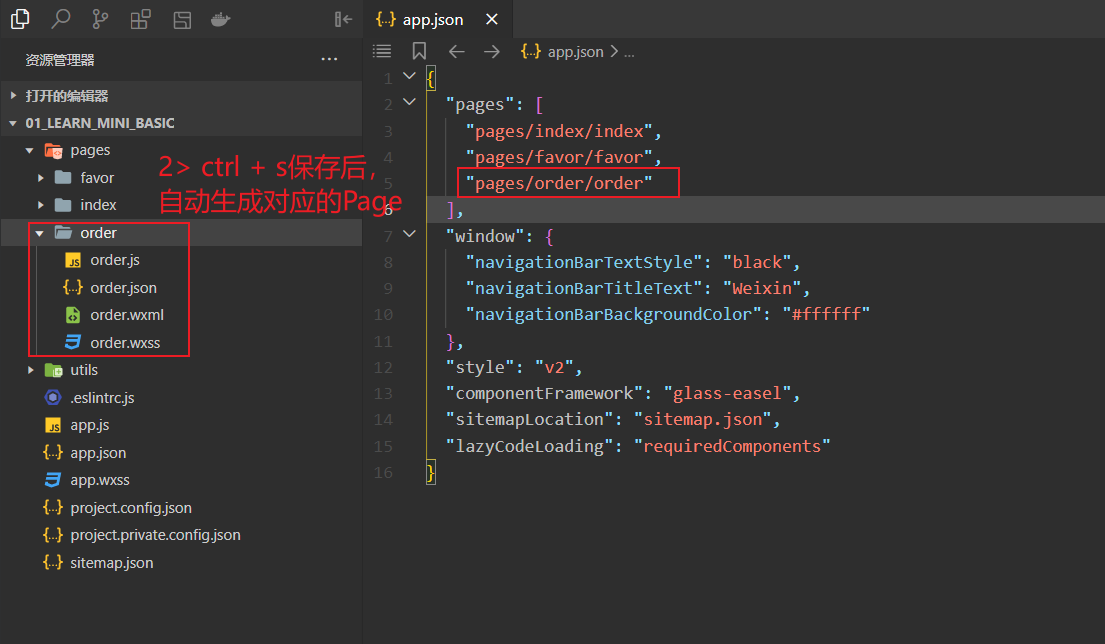 {..} app.json ×
资源管理器 ...
{..} app.json > ...
打开的编辑器
01_LEARN_MINI_BASIC
pages
favor
index
order
JS order.js
{..} order.json
order.wxml
order.wxss
utils
.eslintrc.js
JS app.js
{..} app.json
app.wxss
{..} project.config.json
{..} project.private.config.json
{..} sitemap.json
2> ctrl + s保存后，
自动生成对应的Page
1 {
2 "pages": [
3 "pages/index/index",
4 "pages/favor/favor",
5 "pages/order/order"
6 ],
7 "window": {
8 "navigationBarTextStyle": "black",
9 "navigationBarTitleText": "Weixin",
10 "navigationBarBackgroundColor": "#ffffff"
11 },
12 "style": "v2",
13 "componentFramework": "glass-easel",
14 "sitemapLocation": "sitemap.json",
15 "lazyCodeLoading": "requiredComponents"
16 }